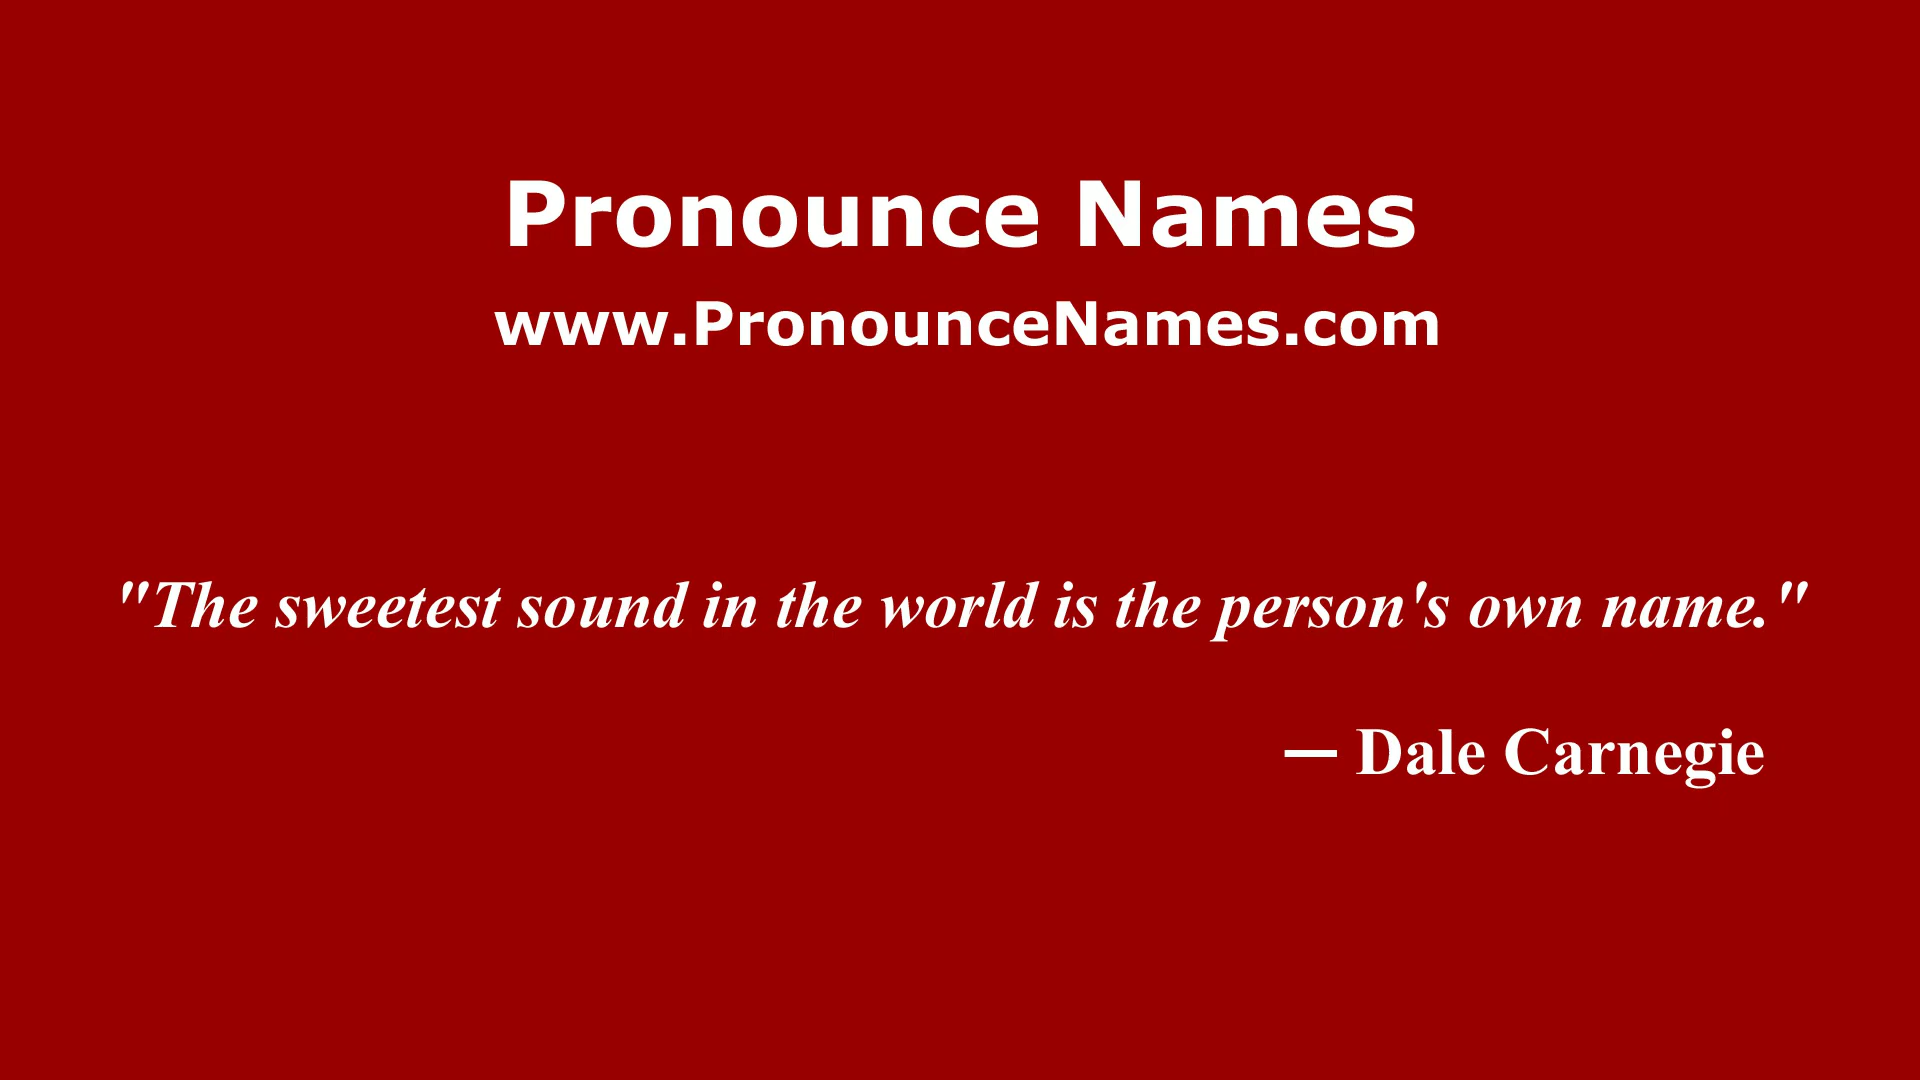 Pronounce Names
www.PronounceNames.com
"The sweetest sound in the world is the person's own name."
— Dale Carnegie